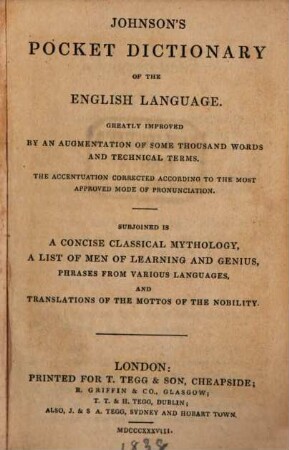 JOHNSON'S
POCKET DICTIONARY
OF THE
ENGLISH LANGUAGE.
GREATLY IMPROVED
BY AN AUGMENTATION OF SOME THOUSAND WORDS
AND TECHNICAL TERMS.
THE ACCENTUATION CORRECTED ACCORDING TO THE MOST
APPROVED MODE OF PRONUNCIATION.
SUBJOINED IS
A CONCISE CLASSICAL MYTHOLOGY,
A LIST OF MEN OF LEARNING AND GENIUS,
PHRASES FROM VARIOUS LANGUAGES,
AND
TRANSLATIONS OF THE MOTTOS OF THE NOBILITY.
LONDON:
PRINTED FOR T. TEGG & SON, CHEAPSIDE;
R. GRIFFIN & CO., GLASGOW;
T. T. & H. TEGG, DUBLIN;
ALSO, J. & S A. TEGG, SYDNEY AND HOBART TOWN.
MDCCCXXXVIII.
1838